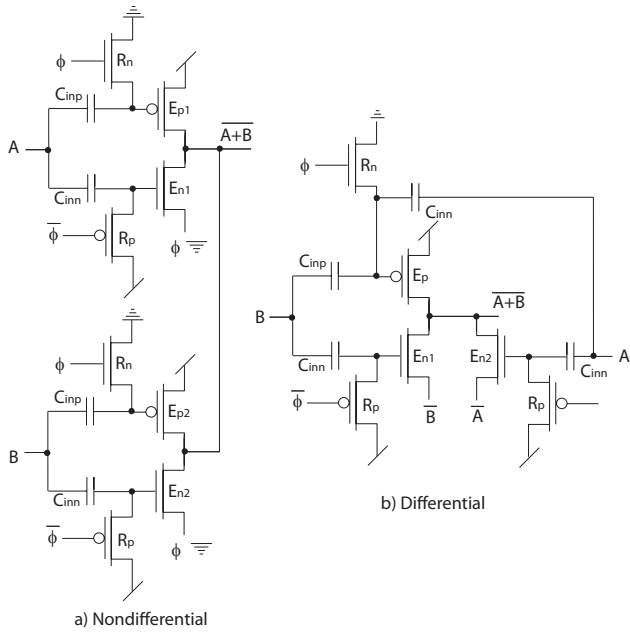 ϕ
Rn
Cinp
Ep1
A
A+B
Cinn
En1
ϕ
Rp
ϕ
ϕ
Rn
Cinp
Ep2
B
Cinn
En2
ϕ
Rp
ϕ
a) Nondifferential
ϕ
Rn
Cinn
Cinp
Ep
B
A+B
Cinn
En1
En2
A
Cinn
ϕ
Rp
B
A
Rp
b) Differential